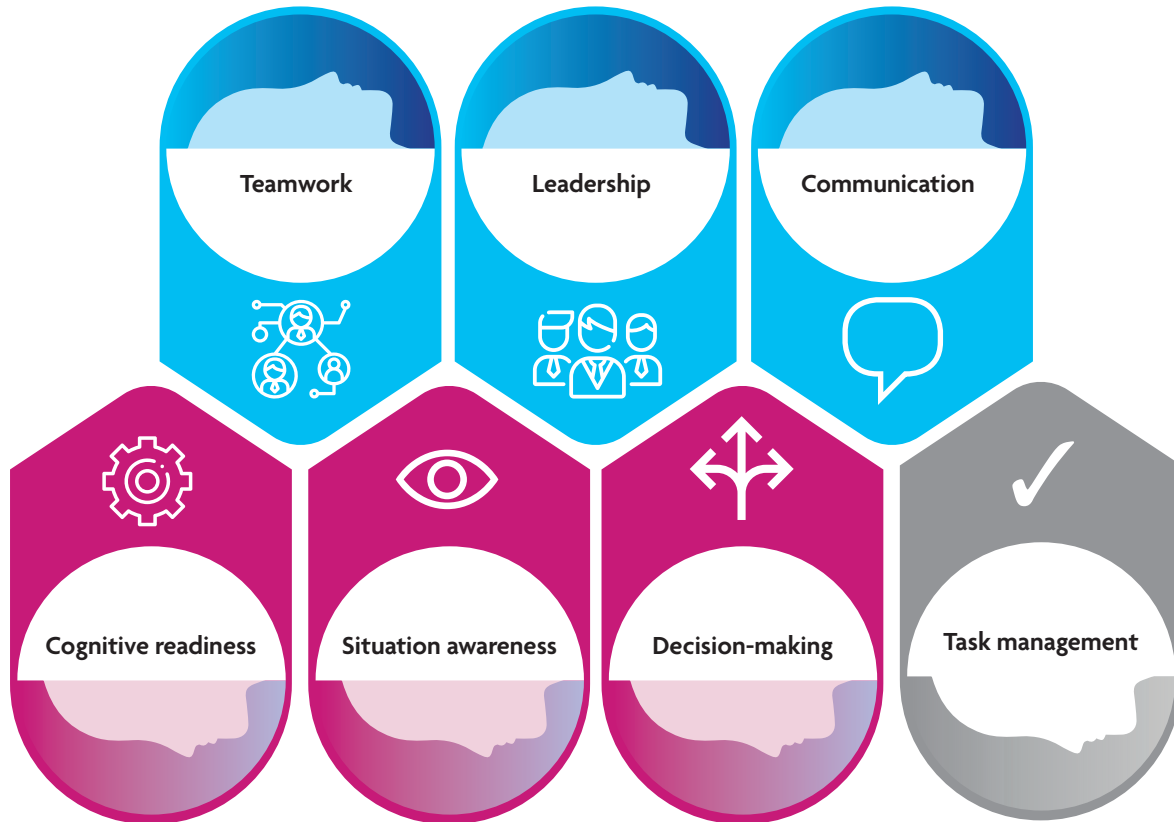 Teamwork
Leadership
Communication
Cognitive readiness
Situation awareness
Decision-making
Task management